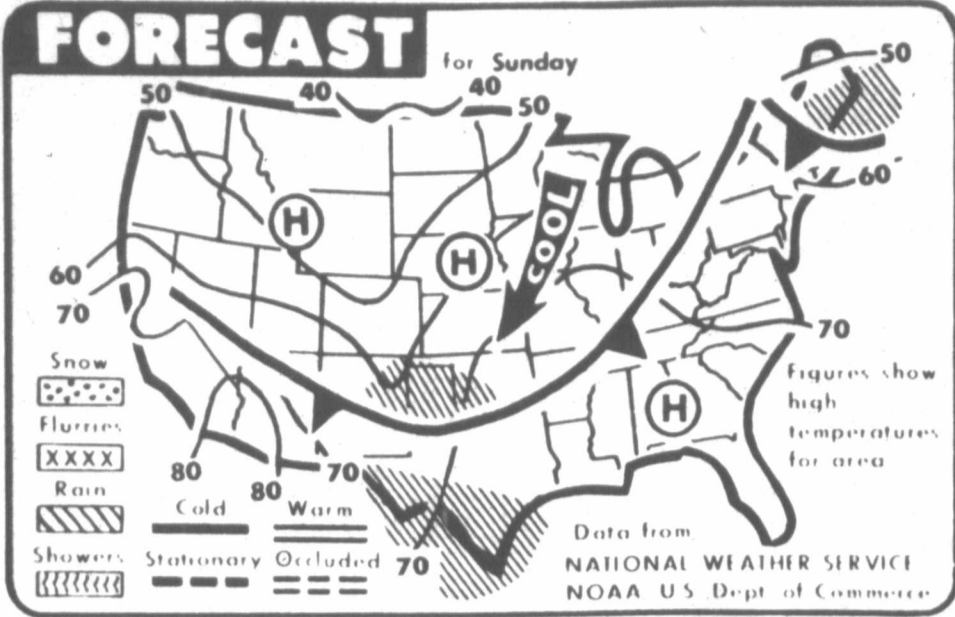 FORECAST
for Sunday
50
40
40
50
50
H
COOL
60
H
60
70
70
H
Figures show
high
temperatures
for area
Snow
Flurries
XXXX
Rain
Showers
80
80
70
70
Cold
Warm
Stationary
Occluded
Data from
NATIONAL WEATHER SERVICE
NOAA U S Dept of Commerce